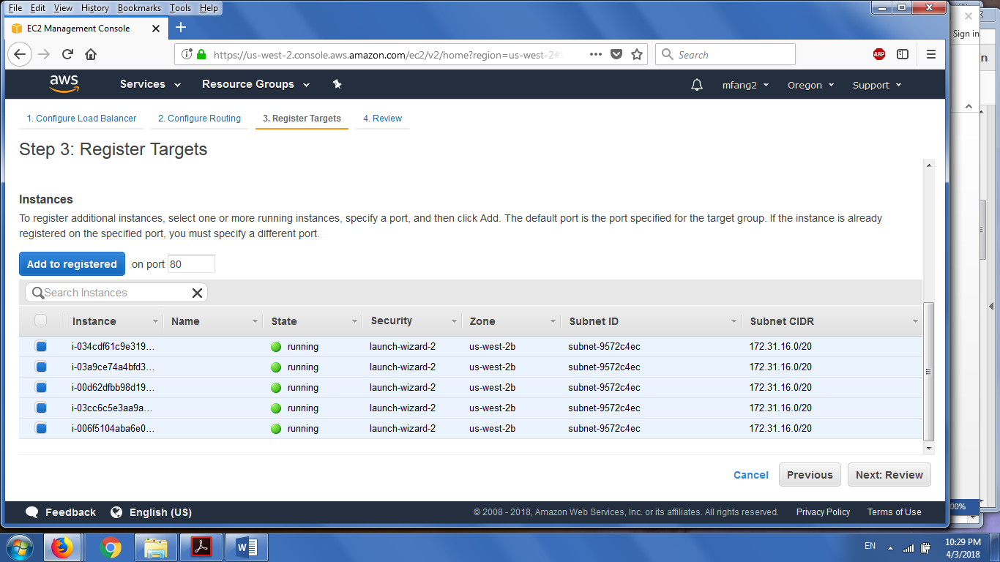 File Edit View History Bookmarks Tools Help
EC2 Management Console
https://us-west-2.console.aws.amazon.com/ec2/v2/home?region=us-west-2#
Search
ABP
Sign in
aws Services Resource Groups mfang2 Oregon Support
1. Configure Load Balancer 2. Configure Routing 3. Register Targets 4. Review
Step 3: Register Targets
Instances
To register additional instances, select one or more running instances, specify a port, and then click Add. The default port is the port specified for the target group. If the instance is already
registered on the specified port, you must specify a different port.
Add to registered on port 80
Search Instances
Instance Name State Security Zone Subnet ID Subnet CIDR
i-034cdf61c9e319... running launch-wizard-2 us-west-2b subnet-9572c4ec 172.31.16.0/20
i-03a9ce74a4bfd3... running launch-wizard-2 us-west-2b subnet-9572c4ec 172.31.16.0/20
i-00d62dfbb98d19... running launch-wizard-2 us-west-2b subnet-9572c4ec 172.31.16.0/20
i-03cc6c5e3aa9a... running launch-wizard-2 us-west-2b subnet-9572c4ec 172.31.16.0/20
i-006f5104aba6e0... running launch-wizard-2 us-west-2b subnet-9572c4ec 172.31.16.0/20
Cancel Previous Next: Review
Feedback English (US) © 2008 - 2018, Amazon Web Services, Inc. or its affiliates. All rights reserved. Privacy Policy Terms of Use
00%
EN 10:29 PM
4/3/2018